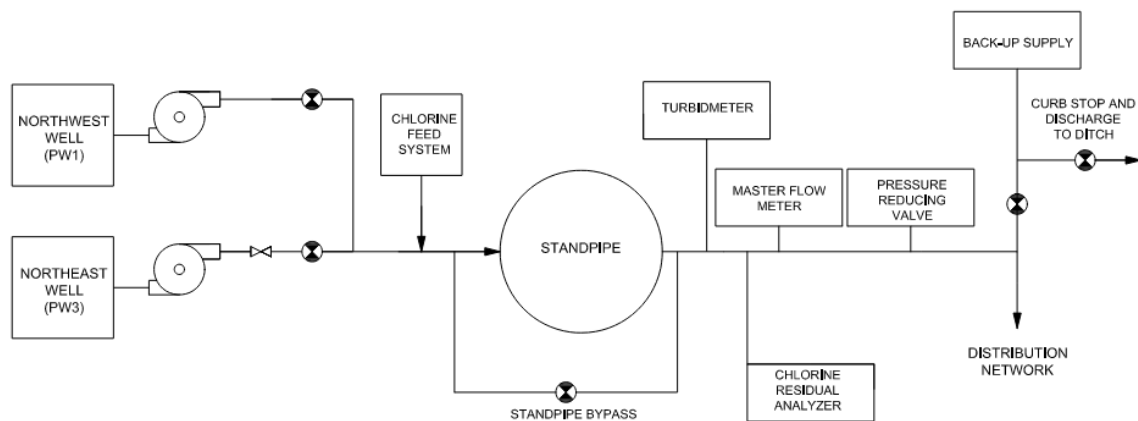 NORTHWEST
WELL
(PW1)
NORTHEAST
WELL
(PW3)
CHLORINE
FEED
SYSTEM
STANDPIPE
STANDPIPE BYPASS
TURBIDMETER
MASTER FLOW
METER
PRESSURE
REDUCING
VALVE
CHLORINE
RESIDUAL
ANALYZER
BACK-UP SUPPLY
CURB STOP AND
DISCHARGE
TO DITCH
DISTRIBUTION
NETWORK